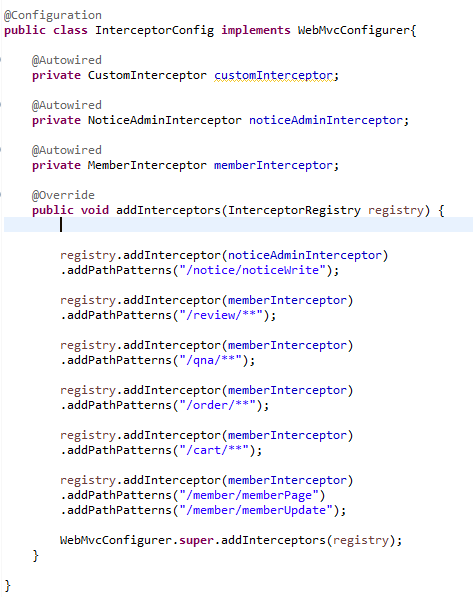 @Configuration
public class InterceptorConfig implements WebMvcConfigurer{
@Autowired
private CustomInterceptor customInterceptor;
@Autowired
private NoticeAdminInterceptor noticeAdminInterceptor;
@Autowired
private MemberInterceptor memberInterceptor;
@Override
public void addInterceptors(InterceptorRegistry registry) {
registry.addInterceptor(noticeAdminInterceptor)
.addPathPatterns("/notice/noticeWrite");
registry.addInterceptor(memberInterceptor)
.addPathPatterns("/review/**");
registry.addInterceptor(memberInterceptor)
.addPathPatterns("/qna/**");
registry.addInterceptor(memberInterceptor)
.addPathPatterns("/order/**");
registry.addInterceptor(memberInterceptor)
.addPathPatterns("/cart/**");
registry.addInterceptor(memberInterceptor)
.addPathPatterns("/member/memberPage")
.addPathPatterns("/member/memberUpdate");
WebMvcConfigurer.super.addInterceptors(registry);
}
}